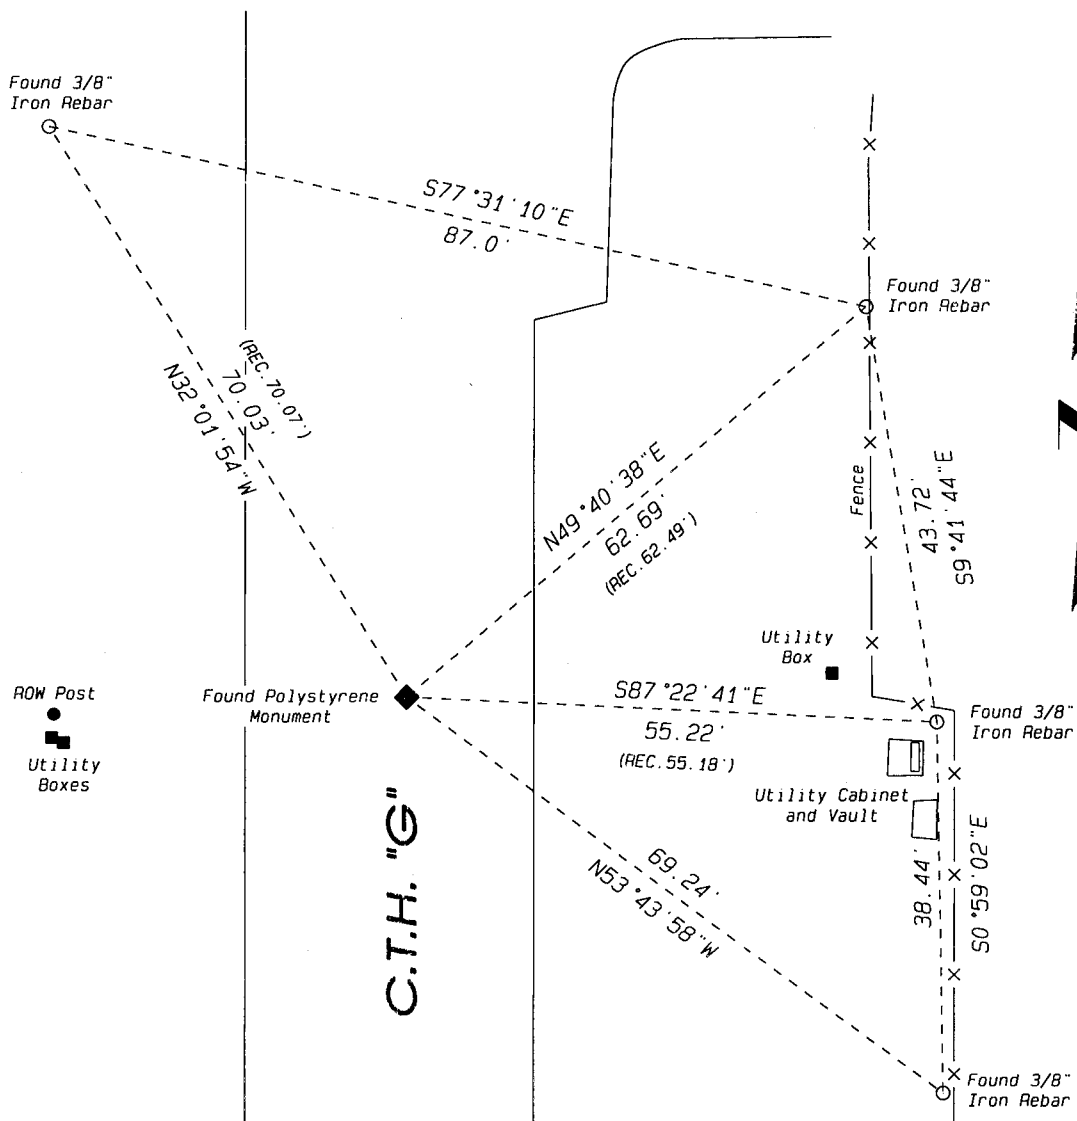 Found 3/8"
Iron Rebar
S77°31'10"E
87.0'
Found 3/8"
Iron Rebar
(REC.70.07')
70.03'
N32°01'54"W
N49°40'38"E
62.69'
(REC.62.49')
Fence
43.72'
S9°41'44"E
Utility
Box
ROW Post
Utility
Boxes
Found Polystyrene
Monument
S87°22'41"E
55.22'
(REC.55.18')
Found 3/8"
Iron Rebar
Utility Cabinet
and Vault
C.T.H. "G"
69.24'
N53°43'58"W
38.44'
S0°59'02"E
Found 3/8"
Iron Rebar